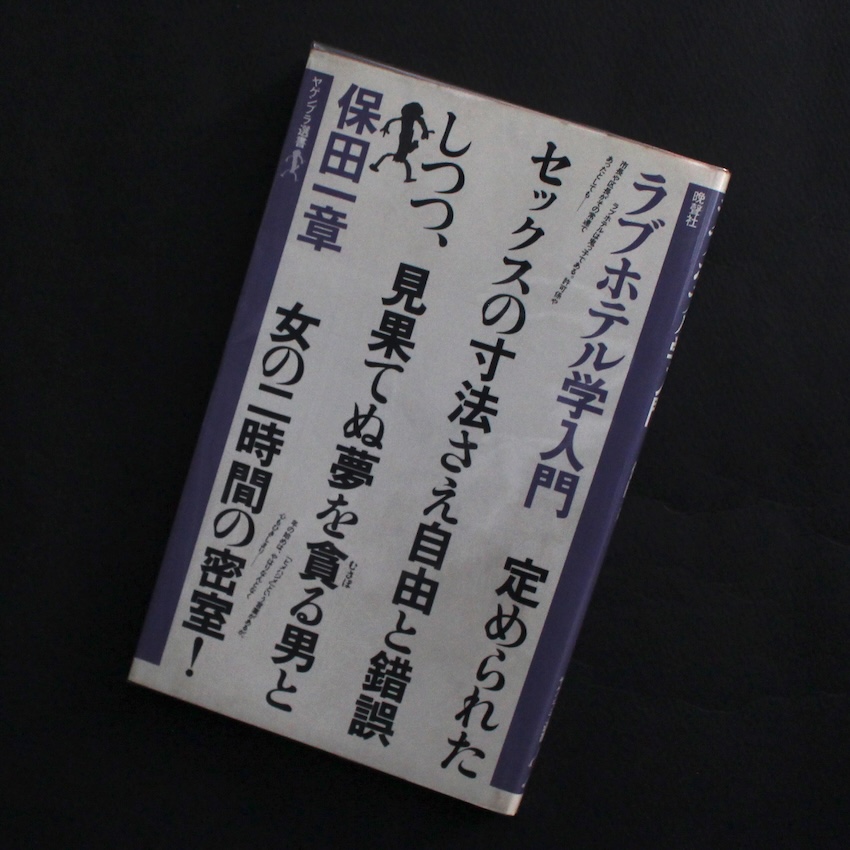 晩聲社
ラブホテル学入門
定められた
セックスの寸法さえ自由と錯誤
しつつ、見果てぬ夢を貪る男と
むさぼ
女の二時間の密室!
保田一章
ヤゲンブラ選書